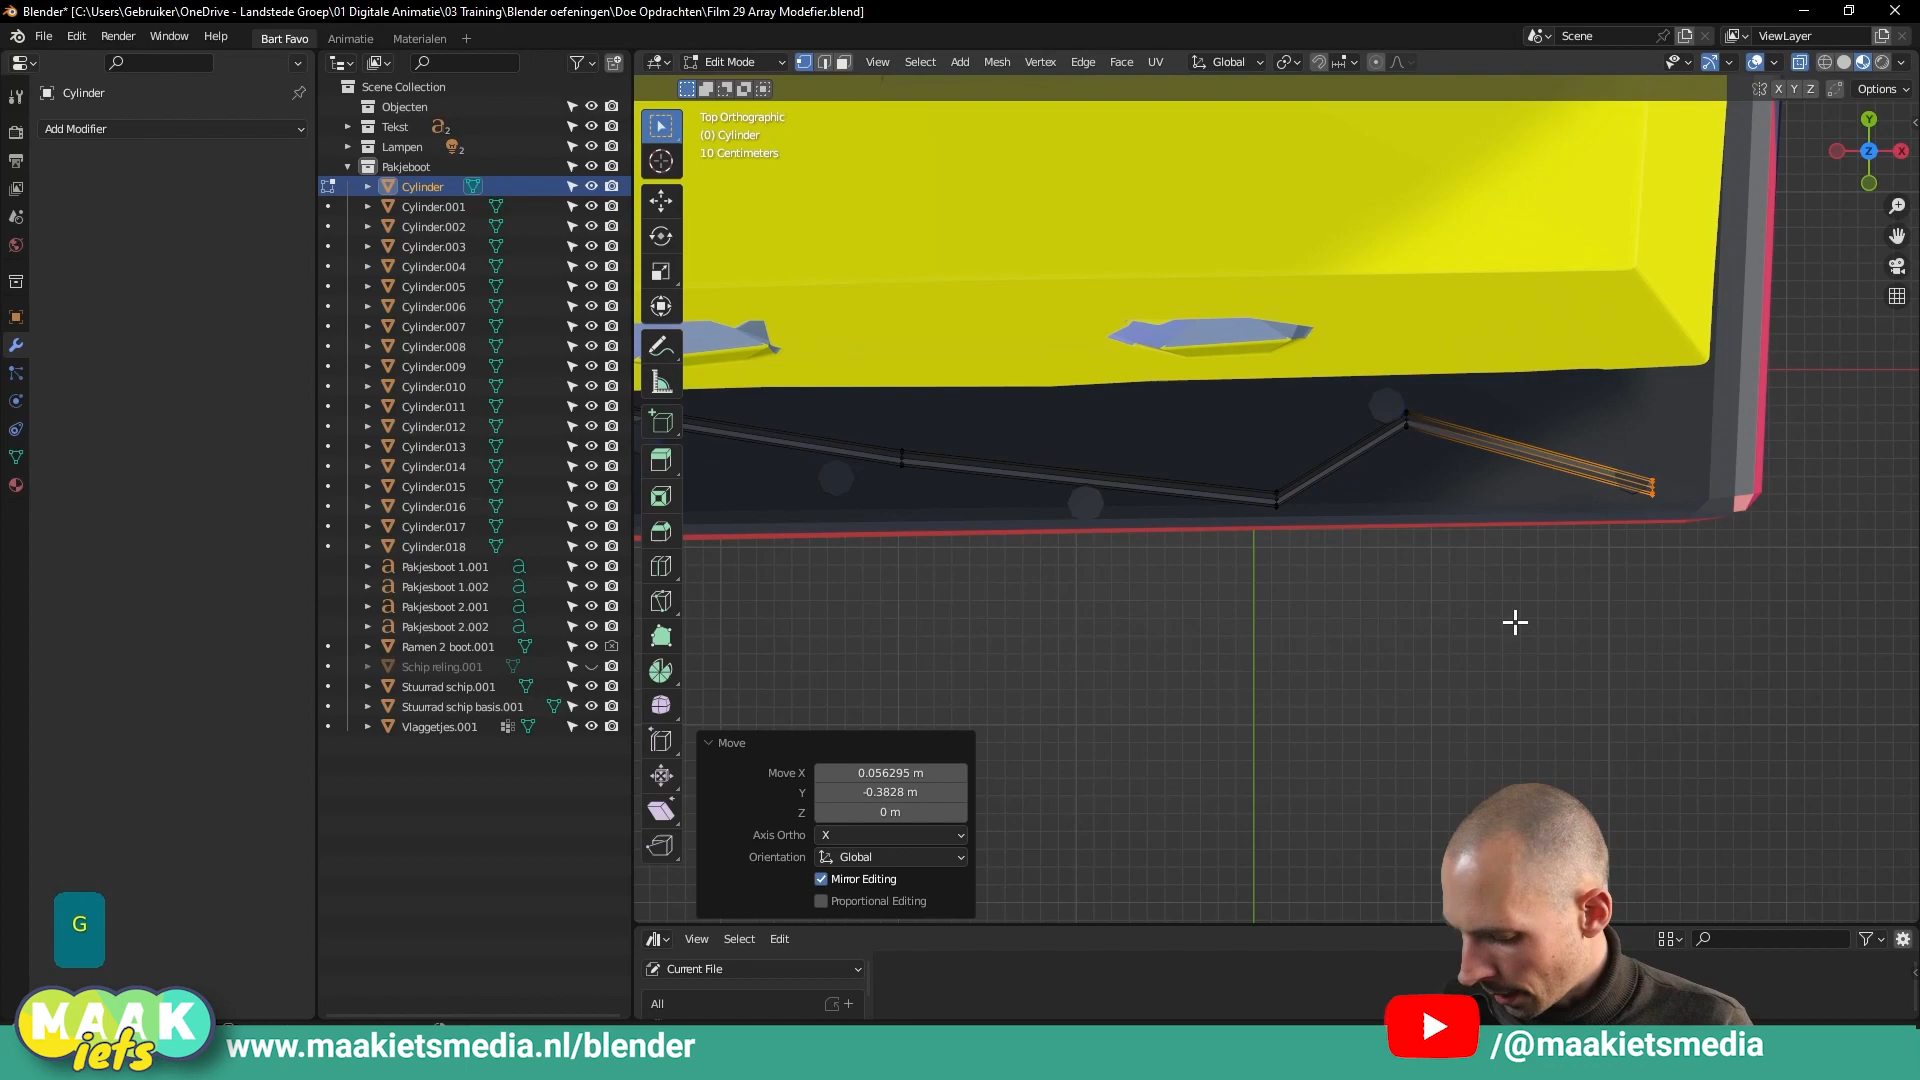 Blender* [C:\Users\Gebruiker\OneDrive - Landstede Groep\01 Digitale Animatie\03 Training\Blender oefeningen\Doe Opdrachten\Film 29 Array Modefier.blend]
File Edit Render Window Help Bart Favo Animatie Materialen + Scene ViewLayer
Edit Mode View Select Add Mesh Vertex Edge Face UV Global
X Y Z Options
Cylinder
Add Modifier
Scene Collection
Objecten
Tekst 2
Lampen 2
Pakjeboot
Cylinder
Cylinder.001
Cylinder.002
Cylinder.003
Cylinder.004
Cylinder.005
Cylinder.006
Cylinder.007
Cylinder.008
Cylinder.009
Cylinder.010
Cylinder.011
Cylinder.012
Cylinder.013
Cylinder.014
Cylinder.015
Cylinder.016
Cylinder.017
Cylinder.018
Pakjesboot 1.001
Pakjesboot 1.002
Pakjesboot 2.001
Pakjesboot 2.002
Ramen 2 boot.001
Schip reling.001
Stuurrad schip.001
Stuurrad schip basis.001
Vlaggetjes.001
Top Orthographic
(0) Cylinder
10 Centimeters
Y
Z X
Move
Move X 0.056295 m
Y -0.3828 m
Z 0 m
Axis Ortho X
Orientation Global
Mirror Editing
Proportional Editing
View Select Edit
Current File
All
G
MAAK
iets
www.maakietsmedia.nl/blender
/@maakietsmedia